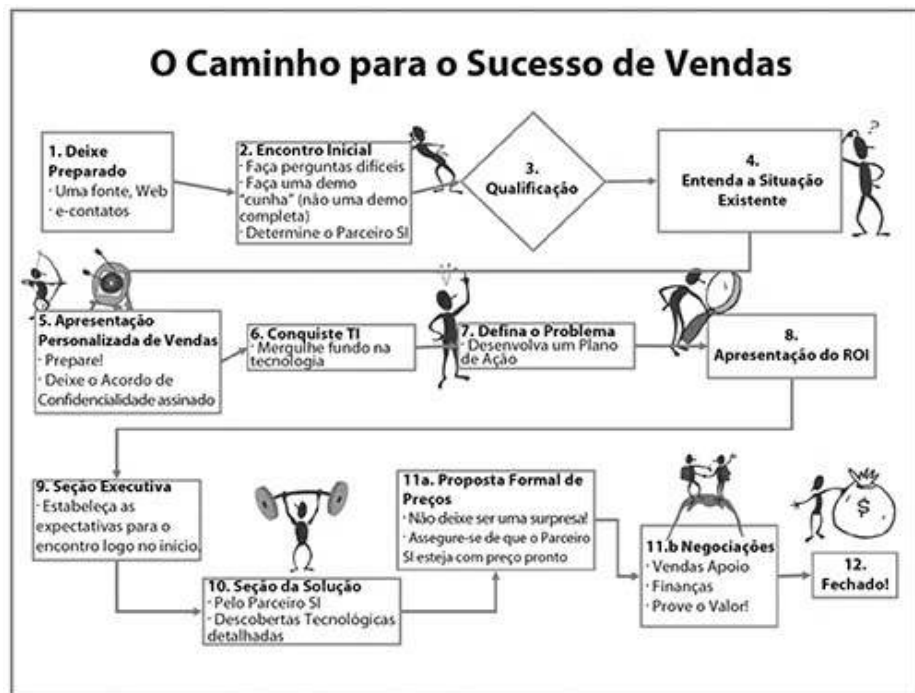 O Caminho para o Sucesso de Vendas
1. Deixe
Preparado
· Uma fonte, Web
· e-contatos
2. Encontro Inicial
· Faça perguntas difíceis
· Faça uma demo
"cunha" (não uma demo
completa)
· Determine o Parceiro SI
3.
Qualificação
4.
Entenda a Situação
Existente
?
5. Apresentação
Personalizada de Vendas
· Prepare!
· Deixe o Acordo de
Confidencialidade assinado
6. Conquiste TI
· Mergulhe fundo na
tecnologia
7. Defina o Problema
· Desenvolva um Plano
de Ação
8.
Apresentação do ROI
9. Seção Executiva
· Estabeleça as
expectativas para o
encontro logo no início.
10. Seção da Solução
· Pelo Parceiro SI
· Descobertas Tecnológicas
detalhadas
11a. Proposta Formal de
Preços
· Não deixe ser uma surpresa!
· Assegure-se de que o Parceiro
SI esteja com preço pronto
11.b Negociações
· Vendas Apoio
· Finanças
· Prove o Valor!
$
12.
Fechado!